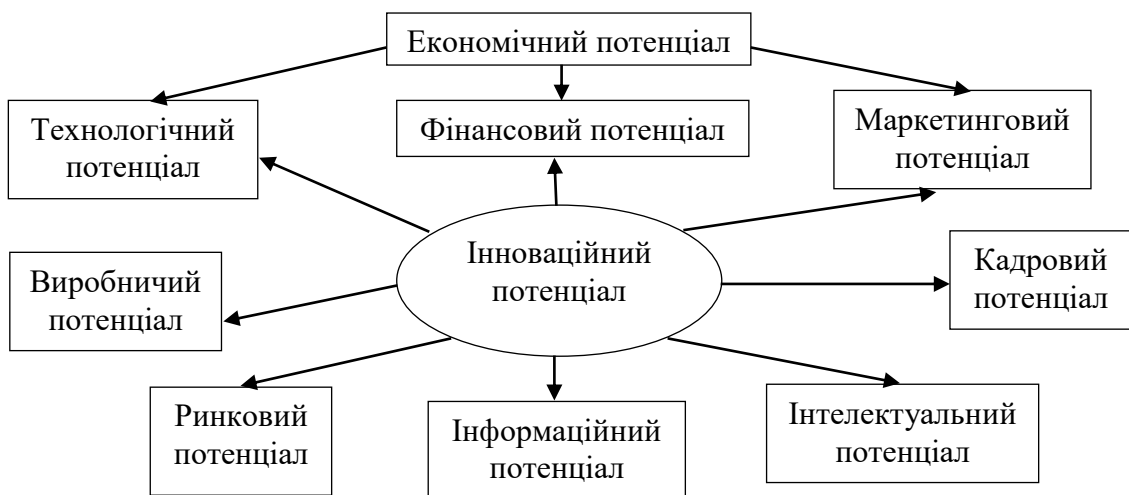 Економічний потенціал
Технологічний
потенціал
Фінансовий потенціал
Маркетинговий
потенціал
Інноваційний
потенціал
Виробничий
потенціал
Кадровий
потенціал
Ринковий
потенціал
Інформаційний
потенціал
Інтелектуальний
потенціал